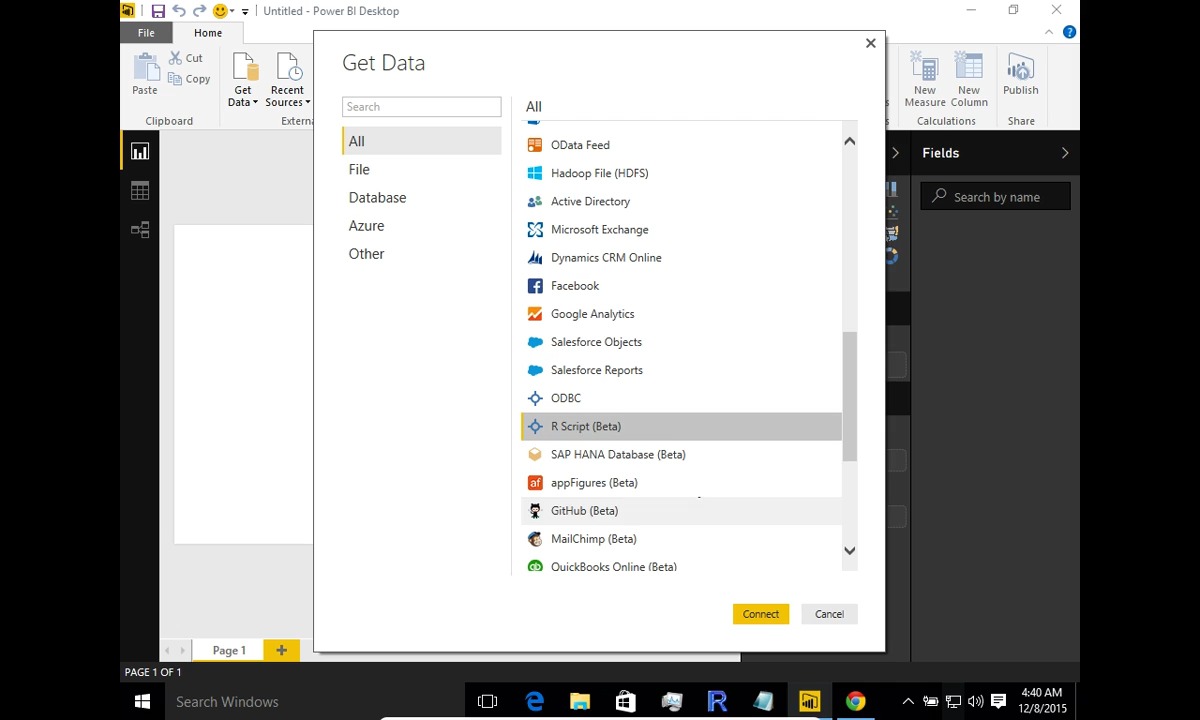 Untitled - Power BI Desktop
File
Home
Cut
Copy
Paste
Clipboard
Get
Data
Recent
Sources
Extern
New
Measure
New
Column
Calculations
Publish
Share
Get Data
Search
All
File
Database
Azure
Other
All
OData Feed
Hadoop File (HDFS)
Active Directory
Microsoft Exchange
Dynamics CRM Online
Facebook
Google Analytics
Salesforce Objects
Salesforce Reports
ODBC
R Script (Beta)
SAP HANA Database (Beta)
appFigures (Beta)
GitHub (Beta)
MailChimp (Beta)
QuickBooks Online (Beta)
Connect
Cancel
Fields
Search by name
Page 1
PAGE 1 OF 1
Search Windows
4:40 AM
12/8/2015